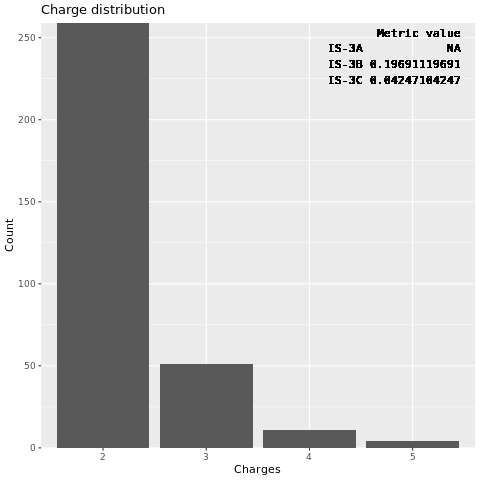 Charge distribution
Metric value
IS-3A NA
IS-3B 0.19691119691
IS-3C 0.04247104247
250
200
150
100
50
0
Count
2 3 4 5
Charges